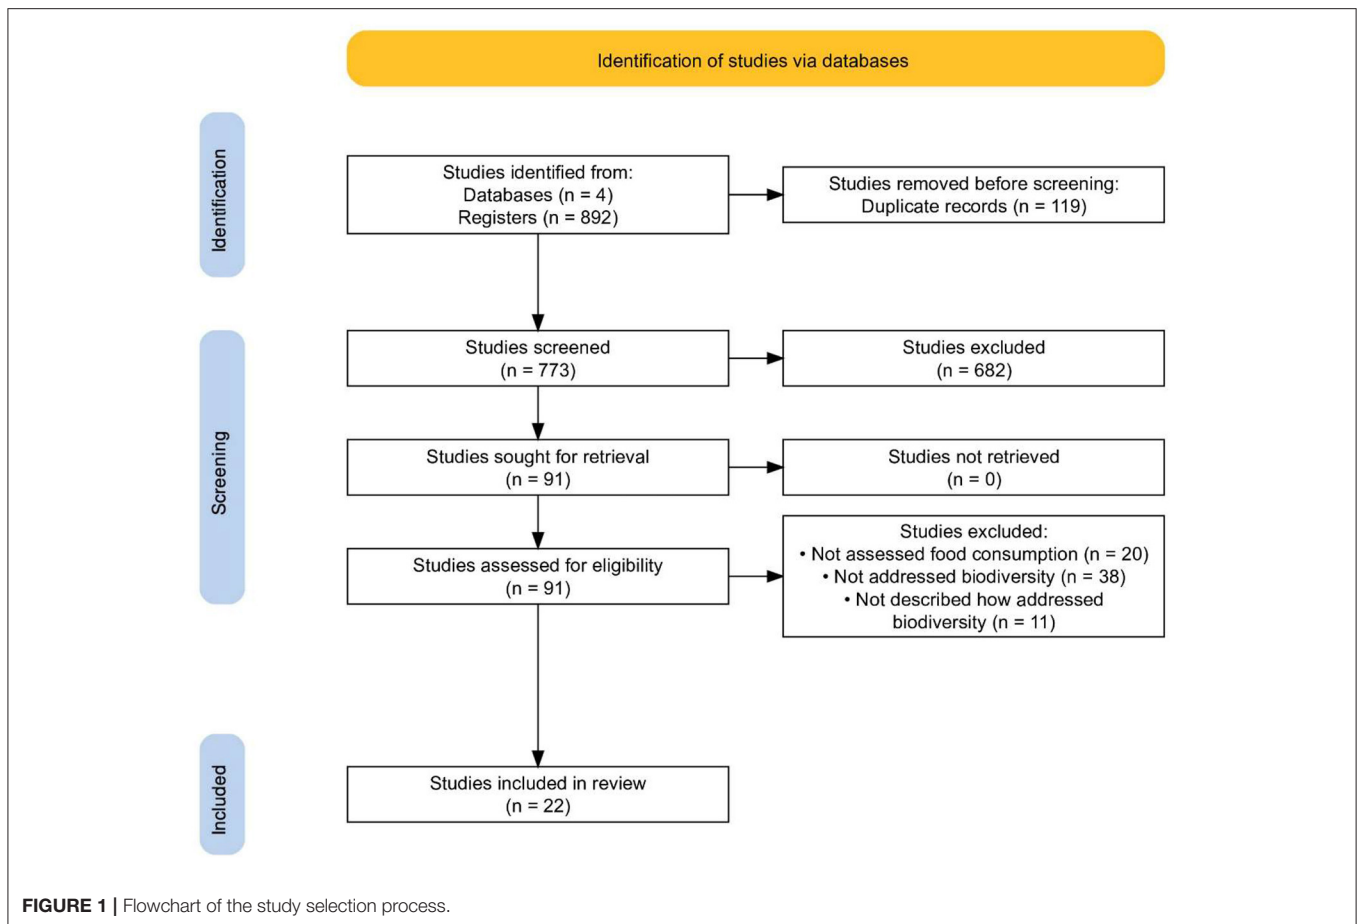 Identification of studies via databases
Identification
Studies identified from:
Databases (n = 4)
Registers (n = 892)
Studies removed before screening:
Duplicate records (n = 119)
Screening
Studies screened
(n = 773)
Studies excluded
(n = 682)
Studies sought for retrieval
(n = 91)
Studies not retrieved
(n = 0)
Studies assessed for eligibility
(n = 91)
Studies excluded:
• Not assessed food consumption (n = 20)
• Not addressed biodiversity (n = 38)
• Not described how addressed
biodiversity (n = 11)
Included
Studies included in review
(n = 22)
FIGURE 1 | Flowchart of the study selection process.